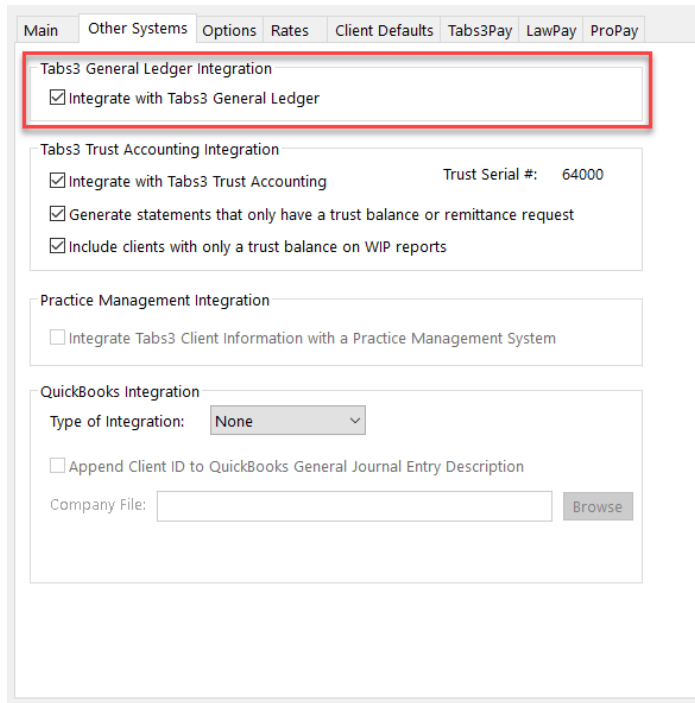 Main Other Systems Options Rates Client Defaults Tabs3Pay LawPay ProPay
Tabs3 General Ledger Integration
Integrate with Tabs3 General Ledger
Tabs3 Trust Accounting Integration
Integrate with Tabs3 Trust Accounting Trust Serial #: 64000
Generate statements that only have a trust balance or remittance request
Include clients with only a trust balance on WIP reports
Practice Management Integration
Integrate Tabs3 Client Information with a Practice Management System
QuickBooks Integration
Type of Integration: None
Append Client ID to QuickBooks General Journal Entry Description
Company File: Browse